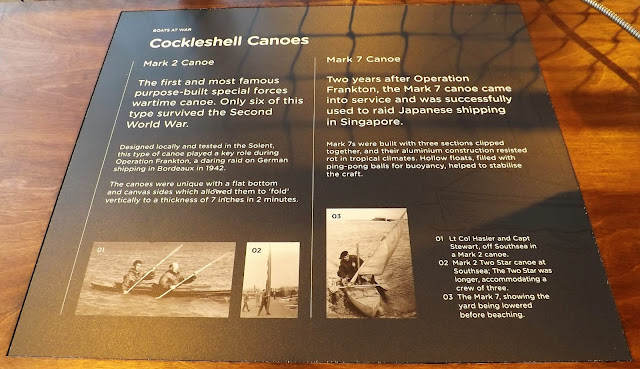 BOATS AT WAR
Cockleshell Canoes
Mark 2 Canoe
The first and most famous
purpose-built special forces
wartime canoe. Only six of this
type survived the Second
World War.
Designed locally and tested in the Solent,
this type of canoe played a key role during
Operation Frankton, a daring raid on German
shipping in Bordeaux in 1942.
The canoes were unique with a flat bottom
and canvas sides which allowed them to 'fold'
vertically to a thickness of 7 inches in 2 minutes.
01
02
Mark 7 Canoe
Two years after Operation
Frankton, the Mark 7 canoe came
into service and was successfully
used to raid Japanese shipping
in Singapore.
Mark 7s were built with three sections clipped
together, and their aluminium construction resisted
rot in tropical climates. Hollow floats, filled with
ping-pong balls for buoyancy, helped to stabilise
the craft.
03
01 Lt Col Hasler and Capt
Stewart, off Southsea in
a Mark 2 canoe.
02 Mark 2 Two Star canoe at
Southsea; The Two Star was
longer, accommodating a
crew of three.
03 The Mark 7, showing the
yard being lowered
before beaching.